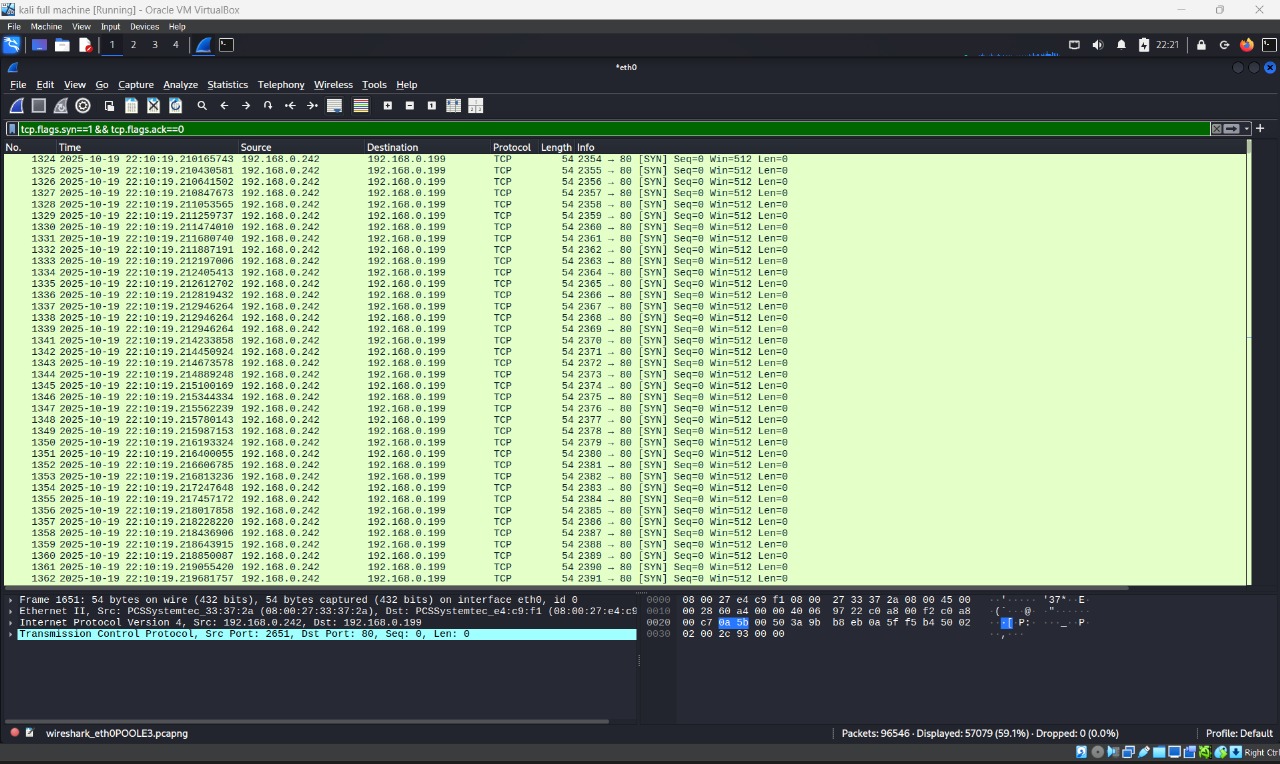 kali full machine [Running] - Oracle VM VirtualBox
File Machine View Input Devices Help
1 2 3 4 22:21
*eth0
File Edit View Go Capture Analyze Statistics Telephony Wireless Tools Help
tcp.flags.syn==1 && tcp.flags.ack==0
No. Time Source Destination Protocol Length Info
1324 2025-10-19 22:10:19.210165743 192.168.0.242 192.168.0.199 TCP 54 2354 → 80 [SYN] Seq=0 Win=512 Len=0
1325 2025-10-19 22:10:19.210430581 192.168.0.242 192.168.0.199 TCP 54 2355 → 80 [SYN] Seq=0 Win=512 Len=0
1326 2025-10-19 22:10:19.210641502 192.168.0.242 192.168.0.199 TCP 54 2356 → 80 [SYN] Seq=0 Win=512 Len=0
1327 2025-10-19 22:10:19.210847673 192.168.0.242 192.168.0.199 TCP 54 2357 → 80 [SYN] Seq=0 Win=512 Len=0
1328 2025-10-19 22:10:19.211053565 192.168.0.242 192.168.0.199 TCP 54 2358 → 80 [SYN] Seq=0 Win=512 Len=0
1329 2025-10-19 22:10:19.211259737 192.168.0.242 192.168.0.199 TCP 54 2359 → 80 [SYN] Seq=0 Win=512 Len=0
1330 2025-10-19 22:10:19.211474010 192.168.0.242 192.168.0.199 TCP 54 2360 → 80 [SYN] Seq=0 Win=512 Len=0
1331 2025-10-19 22:10:19.211680740 192.168.0.242 192.168.0.199 TCP 54 2361 → 80 [SYN] Seq=0 Win=512 Len=0
1332 2025-10-19 22:10:19.211887191 192.168.0.242 192.168.0.199 TCP 54 2362 → 80 [SYN] Seq=0 Win=512 Len=0
1333 2025-10-19 22:10:19.212197006 192.168.0.242 192.168.0.199 TCP 54 2363 → 80 [SYN] Seq=0 Win=512 Len=0
1334 2025-10-19 22:10:19.212405413 192.168.0.242 192.168.0.199 TCP 54 2364 → 80 [SYN] Seq=0 Win=512 Len=0
1335 2025-10-19 22:10:19.212612702 192.168.0.242 192.168.0.199 TCP 54 2365 → 80 [SYN] Seq=0 Win=512 Len=0
1336 2025-10-19 22:10:19.212819432 192.168.0.242 192.168.0.199 TCP 54 2366 → 80 [SYN] Seq=0 Win=512 Len=0
1337 2025-10-19 22:10:19.212946264 192.168.0.242 192.168.0.199 TCP 54 2367 → 80 [SYN] Seq=0 Win=512 Len=0
1338 2025-10-19 22:10:19.212946264 192.168.0.242 192.168.0.199 TCP 54 2368 → 80 [SYN] Seq=0 Win=512 Len=0
1339 2025-10-19 22:10:19.212946264 192.168.0.242 192.168.0.199 TCP 54 2369 → 80 [SYN] Seq=0 Win=512 Len=0
1341 2025-10-19 22:10:19.214233858 192.168.0.242 192.168.0.199 TCP 54 2370 → 80 [SYN] Seq=0 Win=512 Len=0
1342 2025-10-19 22:10:19.214450924 192.168.0.242 192.168.0.199 TCP 54 2371 → 80 [SYN] Seq=0 Win=512 Len=0
1343 2025-10-19 22:10:19.214673578 192.168.0.242 192.168.0.199 TCP 54 2372 → 80 [SYN] Seq=0 Win=512 Len=0
1344 2025-10-19 22:10:19.214889248 192.168.0.242 192.168.0.199 TCP 54 2373 → 80 [SYN] Seq=0 Win=512 Len=0
1345 2025-10-19 22:10:19.215100169 192.168.0.242 192.168.0.199 TCP 54 2374 → 80 [SYN] Seq=0 Win=512 Len=0
1346 2025-10-19 22:10:19.215344334 192.168.0.242 192.168.0.199 TCP 54 2375 → 80 [SYN] Seq=0 Win=512 Len=0
1347 2025-10-19 22:10:19.215562239 192.168.0.242 192.168.0.199 TCP 54 2376 → 80 [SYN] Seq=0 Win=512 Len=0
1348 2025-10-19 22:10:19.215780143 192.168.0.242 192.168.0.199 TCP 54 2377 → 80 [SYN] Seq=0 Win=512 Len=0
1349 2025-10-19 22:10:19.215987153 192.168.0.242 192.168.0.199 TCP 54 2378 → 80 [SYN] Seq=0 Win=512 Len=0
1350 2025-10-19 22:10:19.216193324 192.168.0.242 192.168.0.199 TCP 54 2379 → 80 [SYN] Seq=0 Win=512 Len=0
1351 2025-10-19 22:10:19.216400055 192.168.0.242 192.168.0.199 TCP 54 2380 → 80 [SYN] Seq=0 Win=512 Len=0
1352 2025-10-19 22:10:19.216606785 192.168.0.242 192.168.0.199 TCP 54 2381 → 80 [SYN] Seq=0 Win=512 Len=0
1353 2025-10-19 22:10:19.216813236 192.168.0.242 192.168.0.199 TCP 54 2382 → 80 [SYN] Seq=0 Win=512 Len=0
1354 2025-10-19 22:10:19.217247648 192.168.0.242 192.168.0.199 TCP 54 2383 → 80 [SYN] Seq=0 Win=512 Len=0
1355 2025-10-19 22:10:19.217457172 192.168.0.242 192.168.0.199 TCP 54 2384 → 80 [SYN] Seq=0 Win=512 Len=0
1356 2025-10-19 22:10:19.218017858 192.168.0.242 192.168.0.199 TCP 54 2385 → 80 [SYN] Seq=0 Win=512 Len=0
1357 2025-10-19 22:10:19.218228220 192.168.0.242 192.168.0.199 TCP 54 2386 → 80 [SYN] Seq=0 Win=512 Len=0
1358 2025-10-19 22:10:19.218436906 192.168.0.242 192.168.0.199 TCP 54 2387 → 80 [SYN] Seq=0 Win=512 Len=0
1359 2025-10-19 22:10:19.218643915 192.168.0.242 192.168.0.199 TCP 54 2388 → 80 [SYN] Seq=0 Win=512 Len=0
1360 2025-10-19 22:10:19.218850087 192.168.0.242 192.168.0.199 TCP 54 2389 → 80 [SYN] Seq=0 Win=512 Len=0
1361 2025-10-19 22:10:19.219055420 192.168.0.242 192.168.0.199 TCP 54 2390 → 80 [SYN] Seq=0 Win=512 Len=0
1362 2025-10-19 22:10:19.219681757 192.168.0.242 192.168.0.199 TCP 54 2391 → 80 [SYN] Seq=0 Win=512 Len=0
Frame 1651: 54 bytes on wire (432 bits), 54 bytes captured (432 bits) on interface eth0, id 0
Ethernet II, Src: PCSSystemtec_33:37:2a (08:00:27:33:37:2a), Dst: PCSSystemtec_e4:c9:f1 (08:00:27:e4:c9
Internet Protocol Version 4, Src: 192.168.0.242, Dst: 192.168.0.199
Transmission Control Protocol, Src Port: 2651, Dst Port: 80, Seq: 0, Len: 0
0000 08 00 27 e4 c9 f1 08 00 27 33 37 2a 08 00 45 00 ··'····· '37*··E·
0010 00 28 60 a4 00 00 40 06 97 22 c0 a8 00 f2 c0 a8 ·(`···@· ·"······
0020 00 c7 0a 5b 00 50 3a 9b b8 eb 0a 5f f5 b4 50 02 ···[·P:· ···_··P·
0030 02 00 2c 93 00 00 ··,···
wireshark_eth0POOLE3.pcapng Packets: 96546 · Displayed: 57079 (59.1%) · Dropped: 0 (0.0%) Profile: Default
Right Ctrl